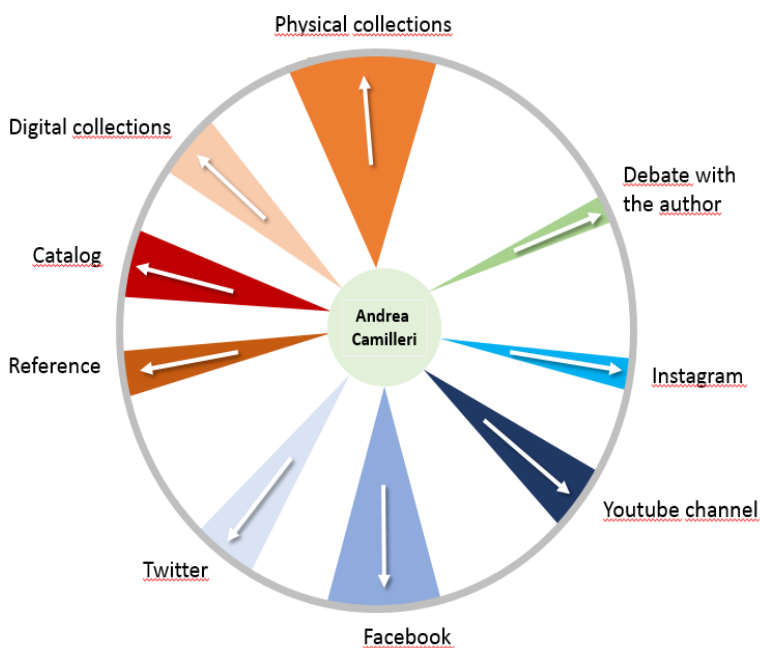 Physical collections
Digital collections
Debate with
the author
Catalog
Andrea
Camilleri
Reference
Instagram
Youtube channel
Twitter
Facebook